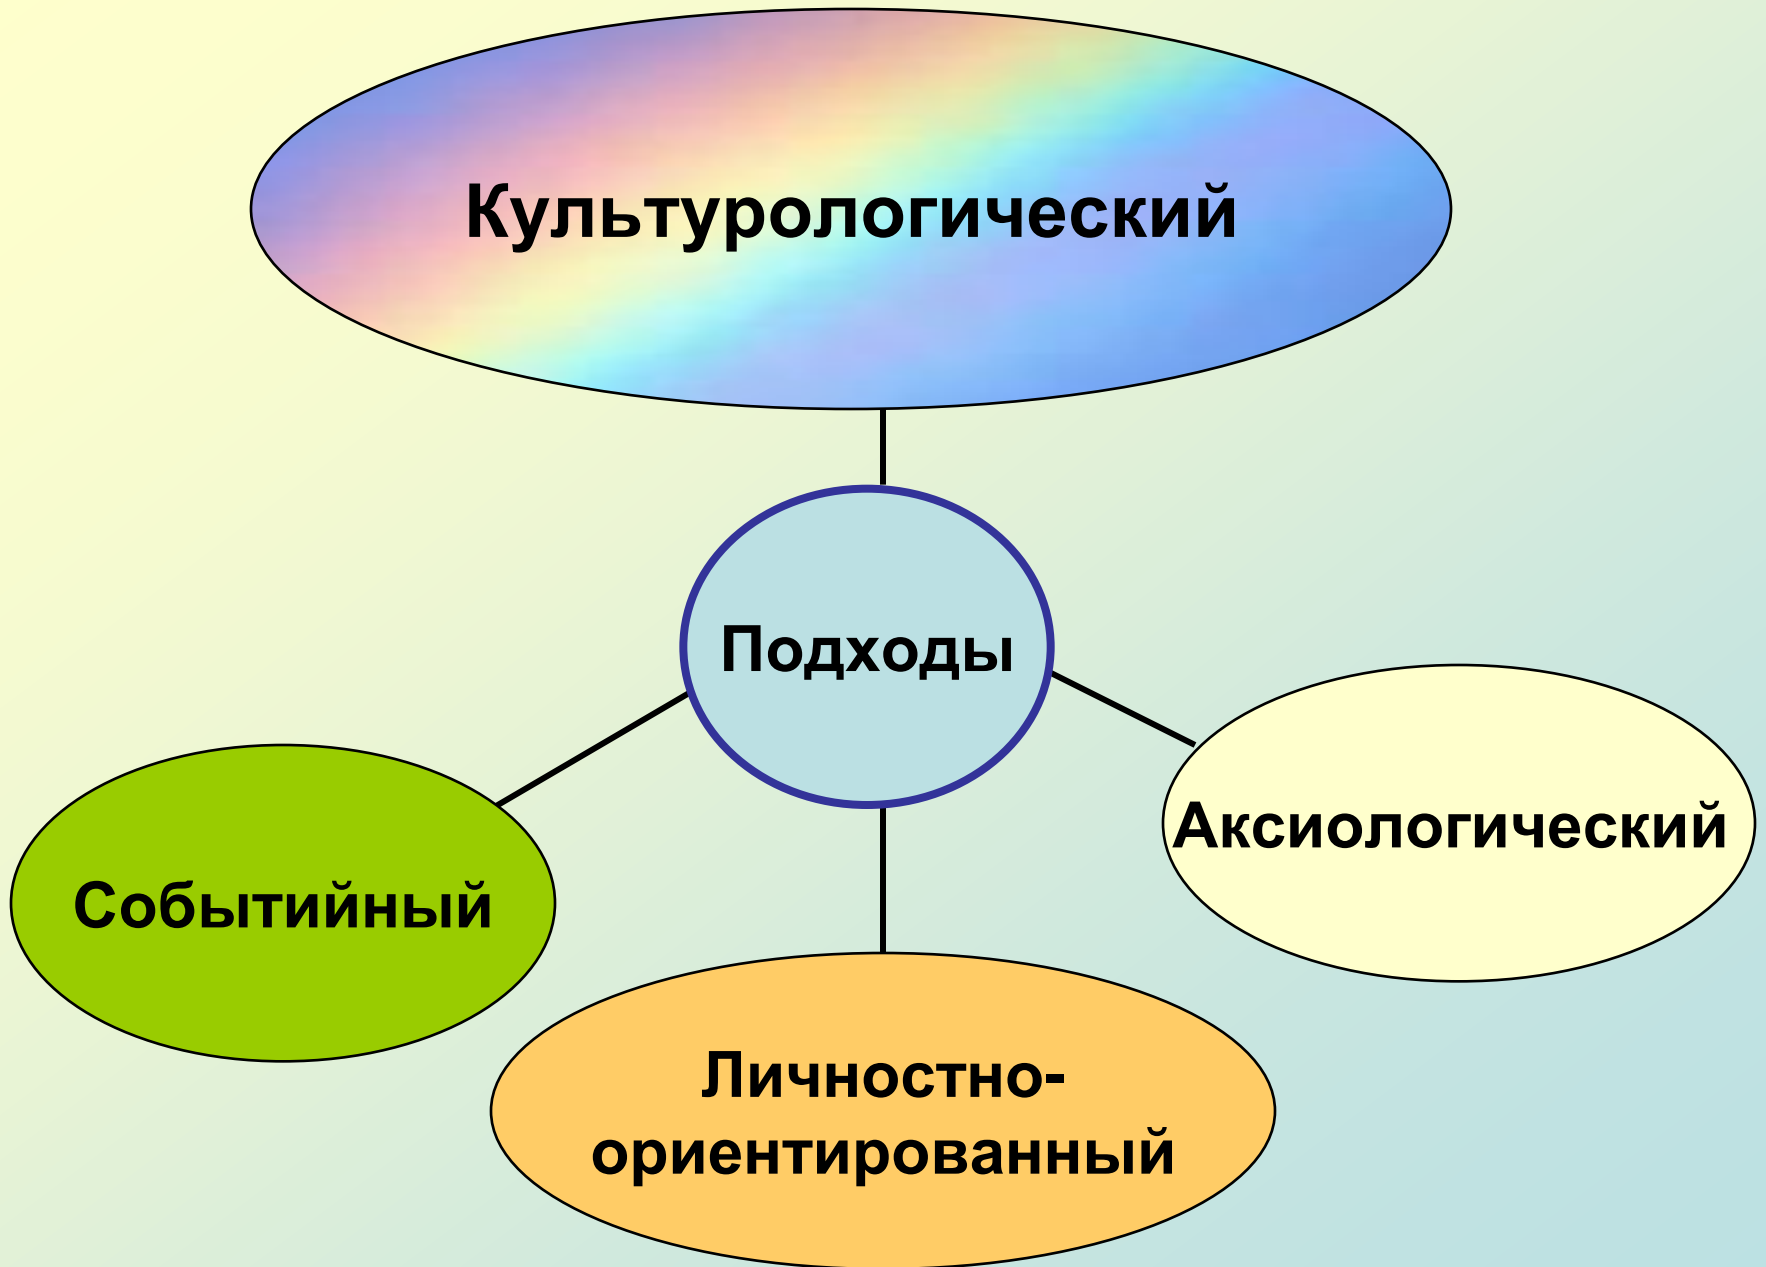 Культурологический
Подходы
Аксиологический
Событийный
Личностно-
ориентированный